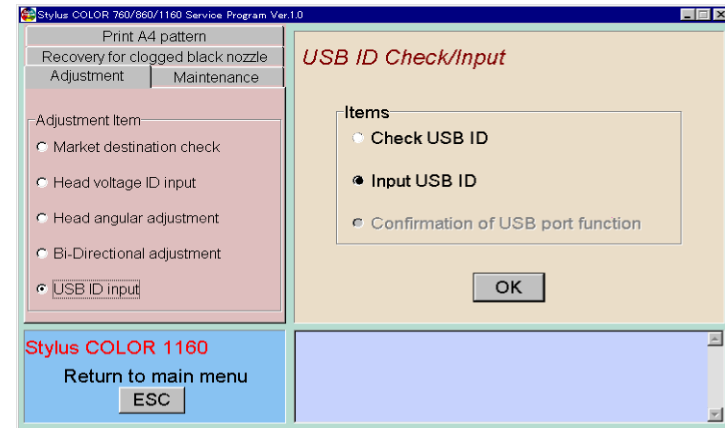 Stylus COLOR 760/860/1160 Service Program Ver.1.0
Print A4 pattern
Recovery for clogged black nozzle
Adjustment
Maintenance
Adjustment Item
Market destination check
Head voltage ID input
Head angular adjustment
Bi-Directional adjustment
USB ID input
USB ID Check/Input
Items
Check USB ID
Input USB ID
Confirmation of USB port function
OK
Stylus COLOR 1160
Return to main menu
ESC